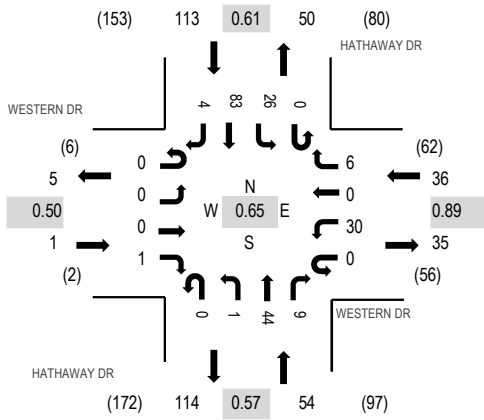 (153) 113 0.61 50 (80)
HATHAWAY DR
WESTERN DR
4 83 26 0
(6) 0 6 (62)
5 0 N 0 36
0.50 W 0.65 E 0.89
1 0 S 30 35
(2) 1 0 (56)
0 1 44 9
WESTERN DR
HATHAWAY DR
(172) 114 0.57 54 (97)